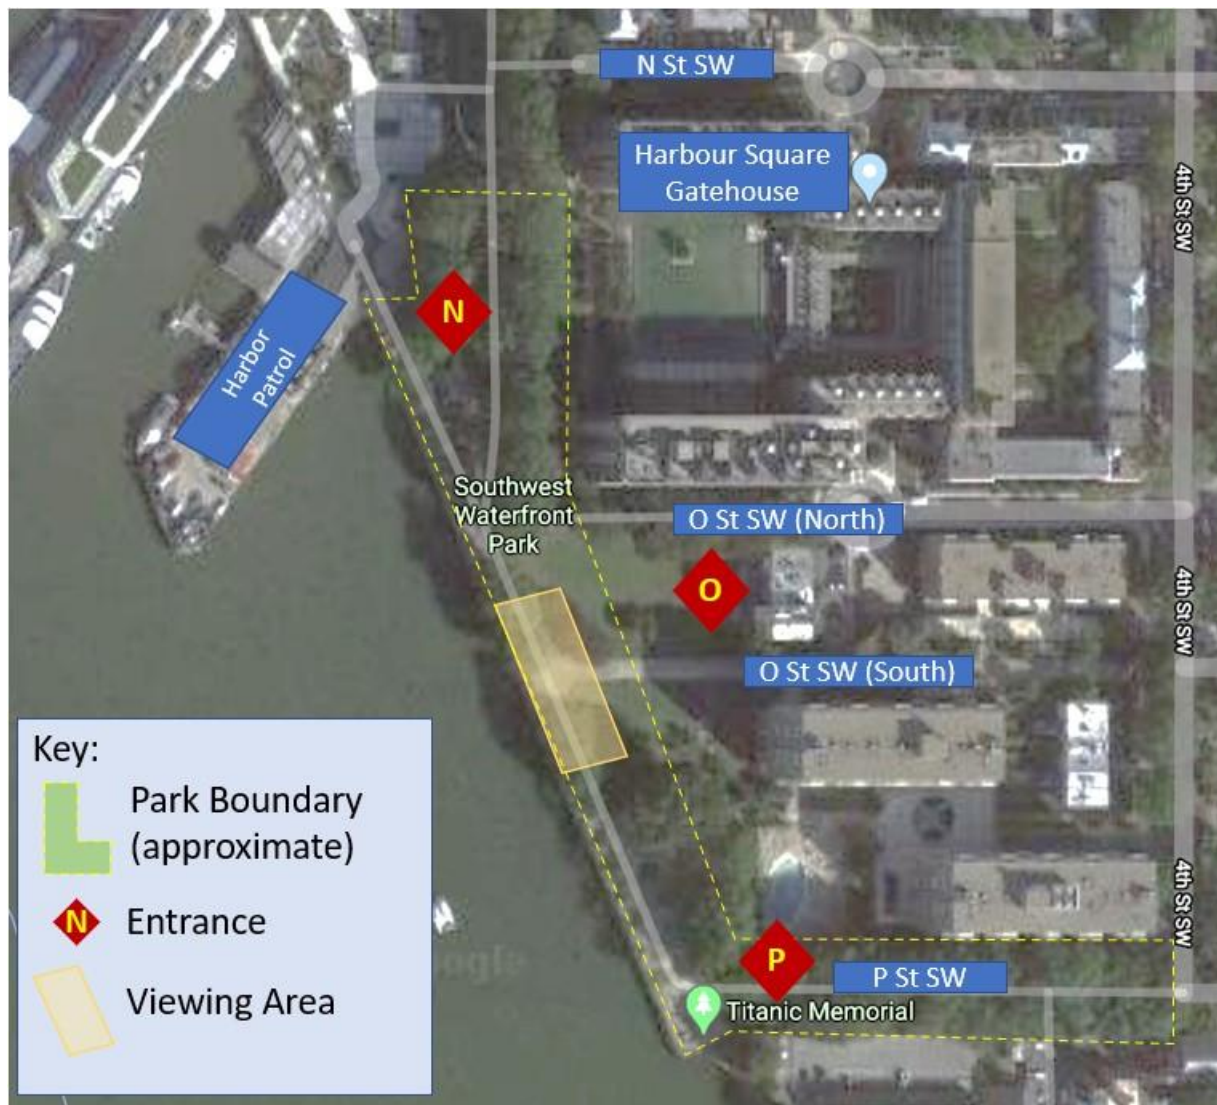 N St SW
Harbour Square
Gatehouse
4th St SW
N
Harbor
Patrol
Southwest
Waterfront
Park
O St SW (North)
O
4th St SW
O St SW (South)
Key:
Park Boundary
(approximate)
N
Entrance
Viewing Area
4th St SW
P
P St SW
Titanic Memorial